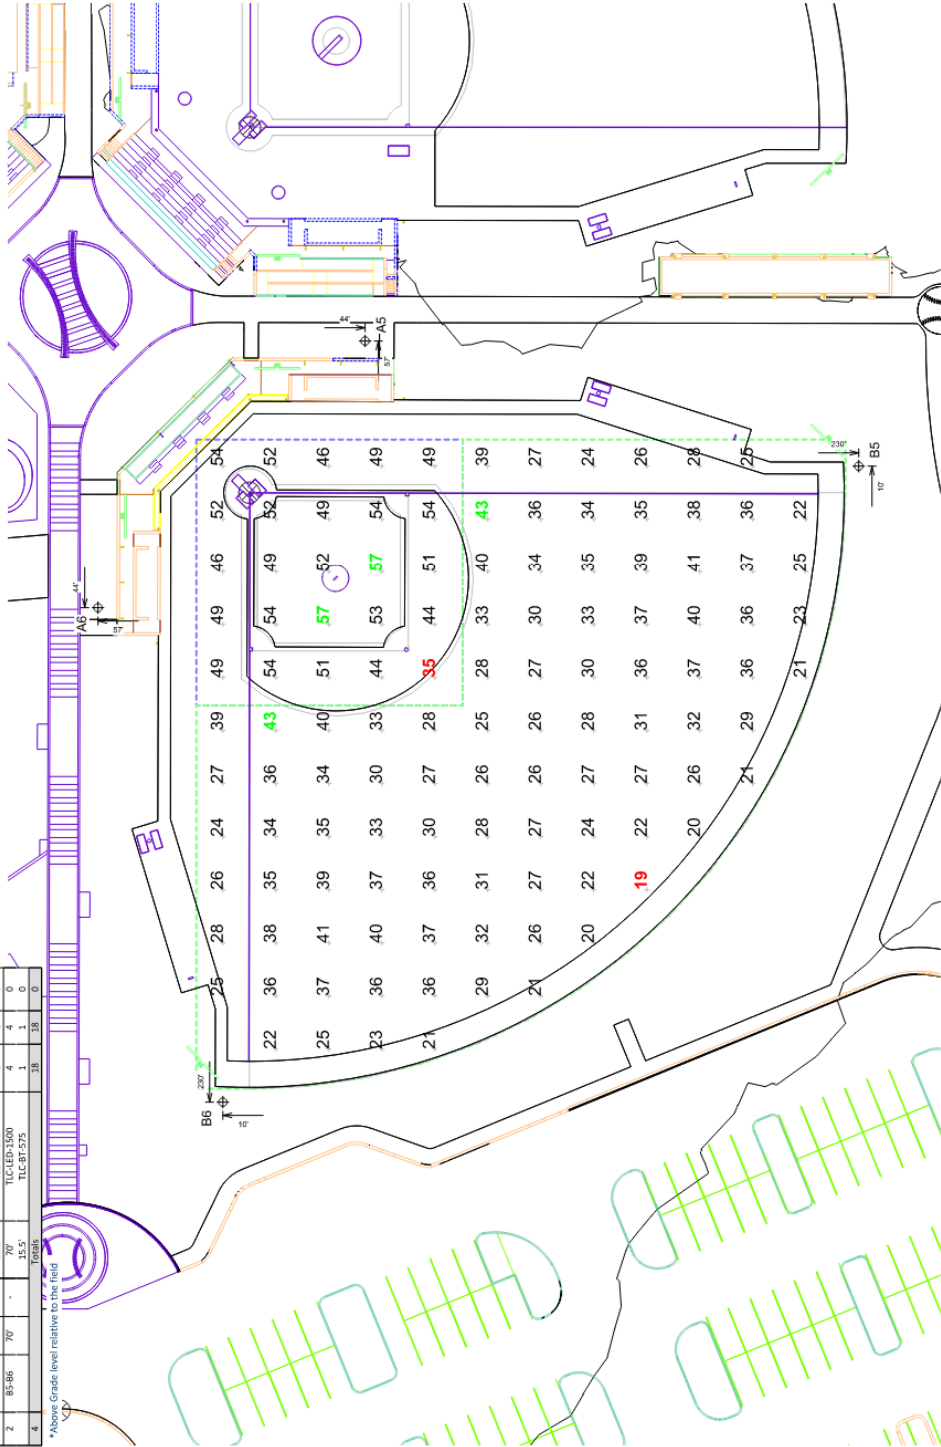 2 B5-B6 70' - 70' TLC-LED-1500 4 4 0
15.5' TLC-BT-575 1 1 0
4 Totals 18 18 0
*Above Grade level relative to the field
44'
A6
57'
230'
B6
10'
25 28 26 24 27 39 49 49 46 52 54
22 36 38 35 34 36 43 54 54 49 52 52
25 37 41 39 35 34 40 51 57 52 49 46
23 36 40 37 33 30 33 44 53 57 54 49
21 36 37 36 30 27 28 35 44 51 54 49
29 32 31 28 26 25 28 33 40 43 39
21 26 27 27 26 26 27 30 34 36 27
20 22 24 27 28 30 33 35 34 24
19 22 27 31 36 37 39 35 26
20 26 32 37 40 41 38 28
21 29 36 36 37 36 25
21 23 25 22
44'
A5
57'
230'
B5
10'